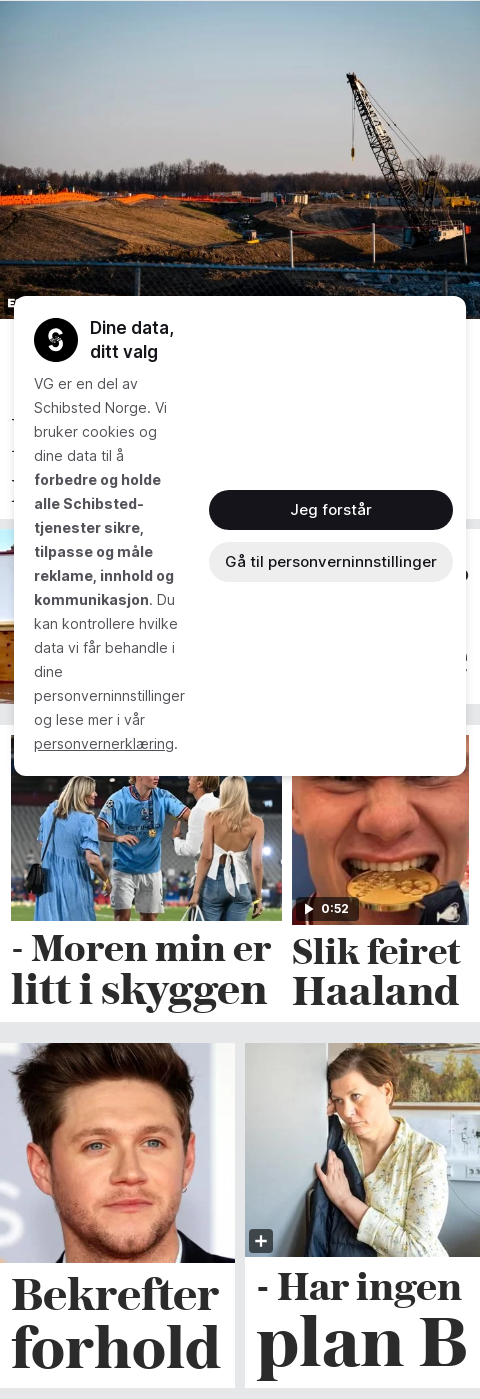 Dine data,
ditt valg
VG er en del av
Schibsted Norge. Vi
bruker cookies og
dine data til å
forbedre og holde
alle Schibsted-
tjenester sikre,
tilpasse og måle
reklame, innhold og
kommunikasjon. Du
kan kontrollere hvilke
data vi får behandle i
dine
personverninnstillinger
og lese mer i vår
personvernerklæring.
Jeg forstår
Gå til personverninnstillinger
0:52
- Moren min er
litt i skyggen
Slik feiret
Haaland
Bekrefter
forhold
- Har ingen
plan B